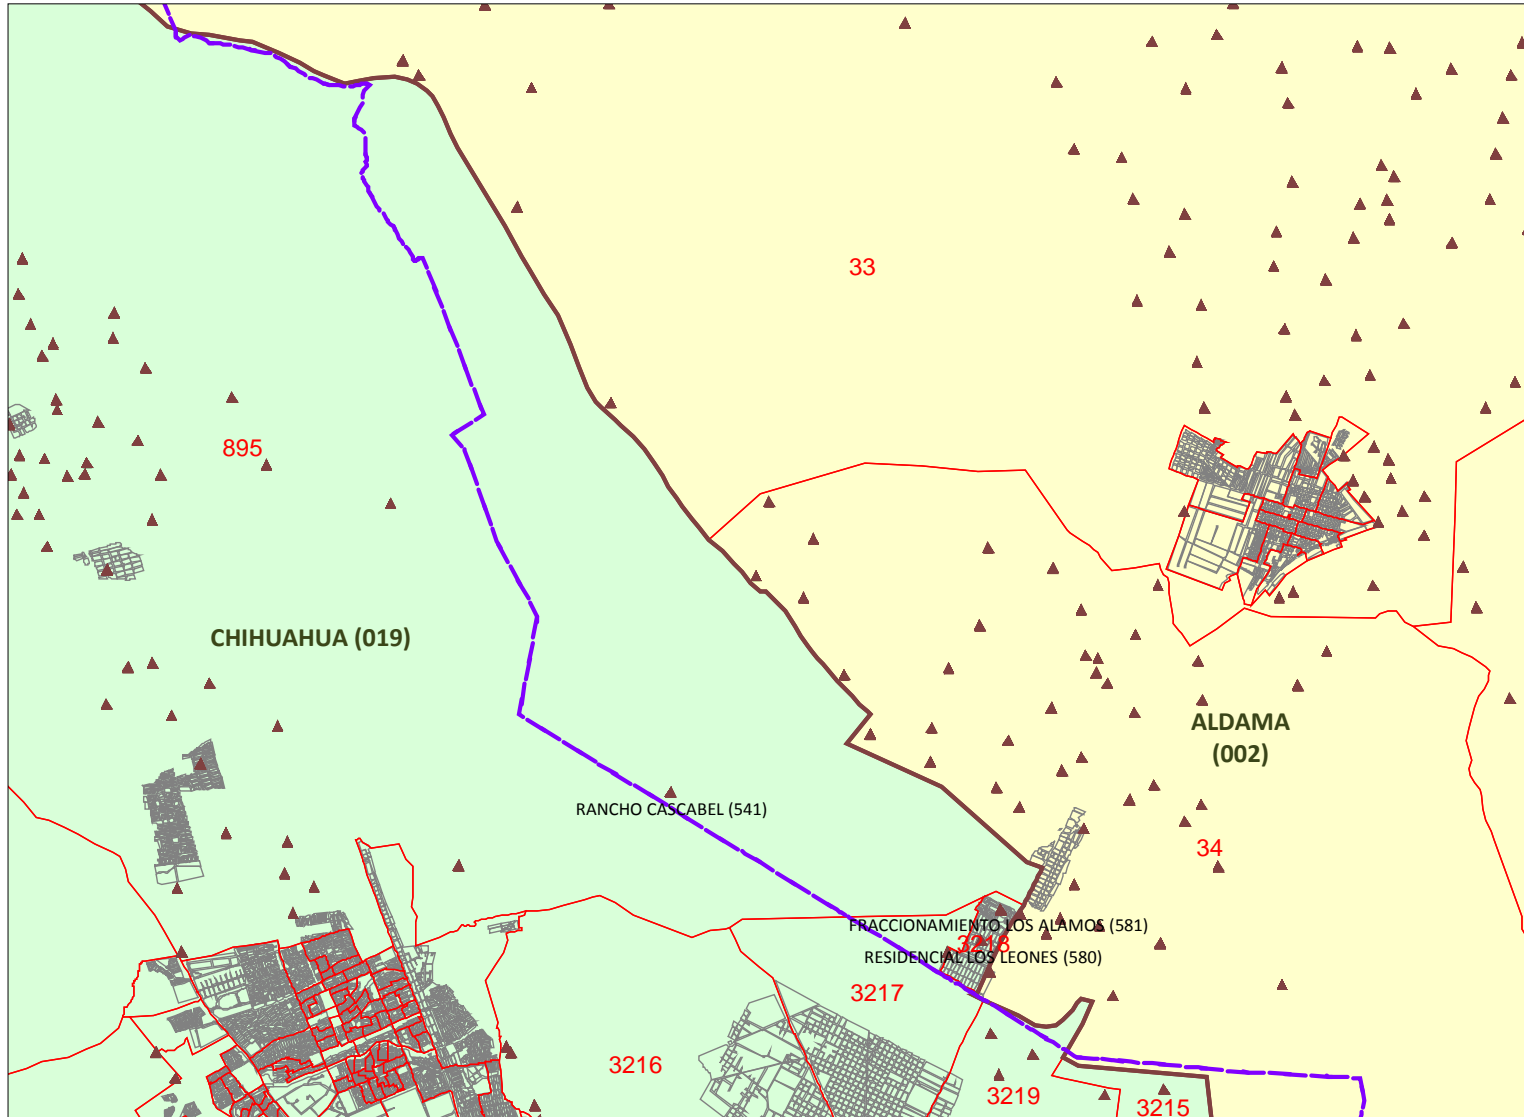 33
895
CHIHUAHUA (019)
ALDAMA
(002)
RANCHO CASCABEL (541)
34
FRACCIONAMIENTO LOS ALAMOS (581)
3218
RESIDENCIAL LOS LEONES (580)
3217
3216
3219
3215